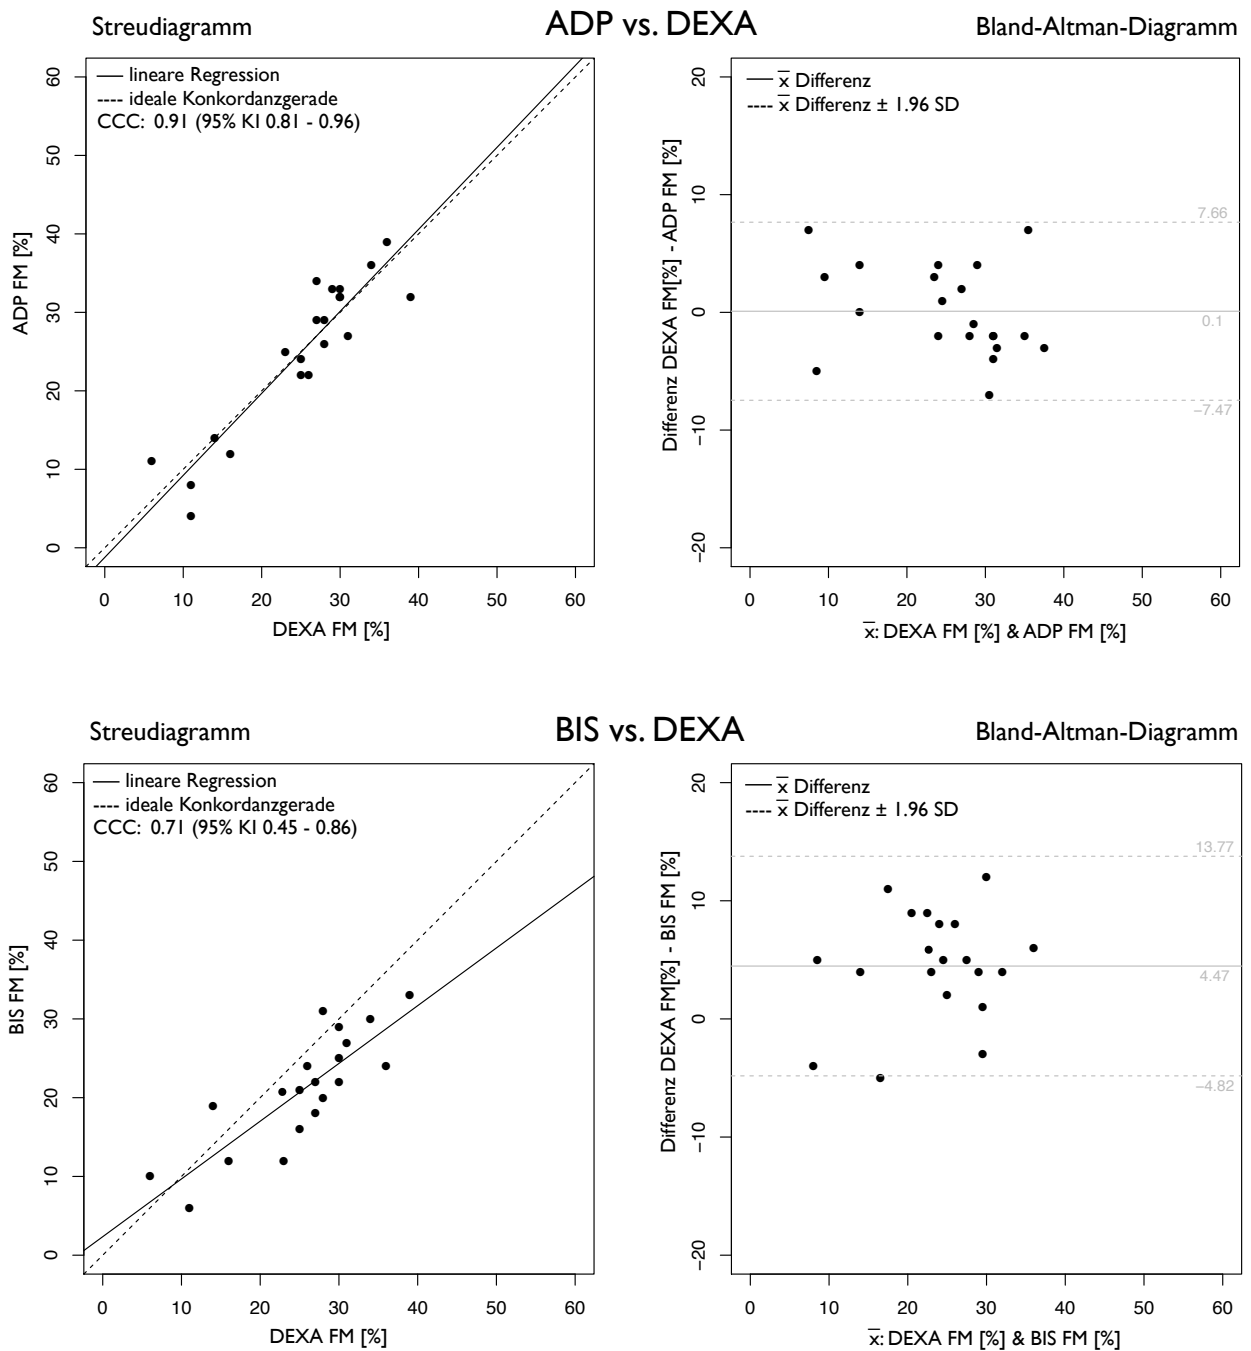 Streudiagramm
ADP vs. DEXA
Bland-Altman-Diagramm
lineare Regression
ideale Konkordanzgerade
CCC: 0.91 (95% KI 0.81 - 0.96)
ADP FM [%]
60
50
40
30
20
10
0
0 10 20 30 40 50 60
DEXA FM [%]
x̅ Differenz
x̅ Differenz ± 1.96 SD
Differenz DEXA FM[%] - ADP FM [%]
20
10
0
−10
−20
7.66
0.1
−7.47
0 10 20 30 40 50 60
x̅: DEXA FM [%] & ADP FM [%]
Streudiagramm
BIS vs. DEXA
Bland-Altman-Diagramm
lineare Regression
ideale Konkordanzgerade
CCC: 0.71 (95% KI 0.45 - 0.86)
BIS FM [%]
60
50
40
30
20
10
0
0 10 20 30 40 50 60
DEXA FM [%]
x̅ Differenz
x̅ Differenz ± 1.96 SD
Differenz DEXA FM[%] - BIS FM [%]
20
10
0
−10
−20
13.77
4.47
−4.82
0 10 20 30 40 50 60
x̅: DEXA FM [%] & BIS FM [%]